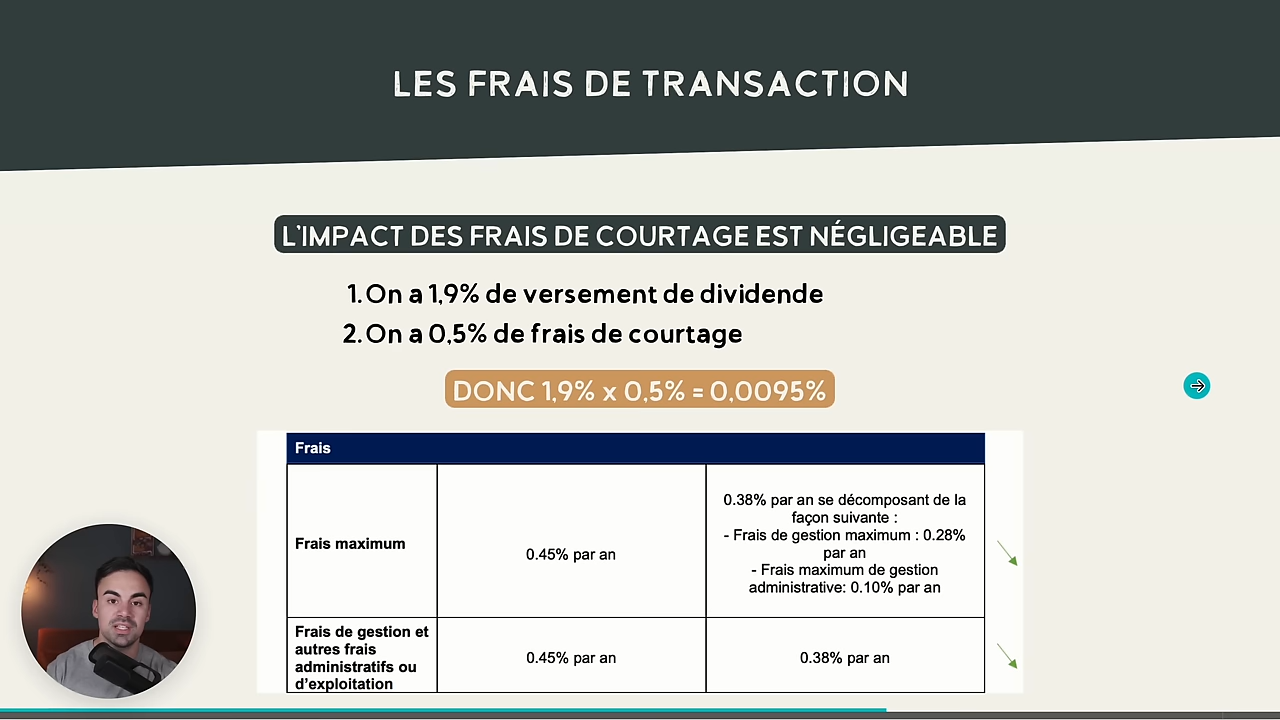 LES FRAIS DE TRANSACTION
L'IMPACT DES FRAIS DE COURTAGE EST NÉGLIGEABLE
1. On a 1,9% de versement de dividende
2. On a 0,5% de frais de courtage
DONC 1,9% x 0,5% = 0,0095%
Frais
Frais maximum
0.45% par an
0.38% par an se décomposant de la
façon suivante :
- Frais de gestion maximum : 0.28%
par an
- Frais maximum de gestion
administrative: 0.10% par an
Frais de gestion et
autres frais
administratifs ou
d'exploitation
0.45% par an
0.38% par an